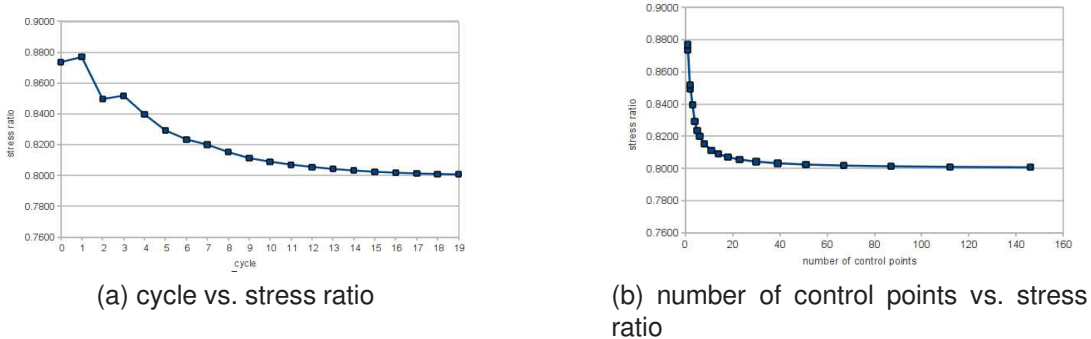 0.9000
0.8800
0.8600
0.8400
0.8200
0.8000
0.7800
0.7600
stress ratio
0 1 2 3 4 5 6 7 8 9 10 11 12 13 14 15 16 17 18 19
cycle
(a) cycle vs. stress ratio
0.9000
0.8800
0.8600
0.8400
0.8200
0.8000
0.7800
0.7600
stress ratio
0 20 40 60 80 100 120 140 160
number of control points
(b) number of control points vs. stress
ratio